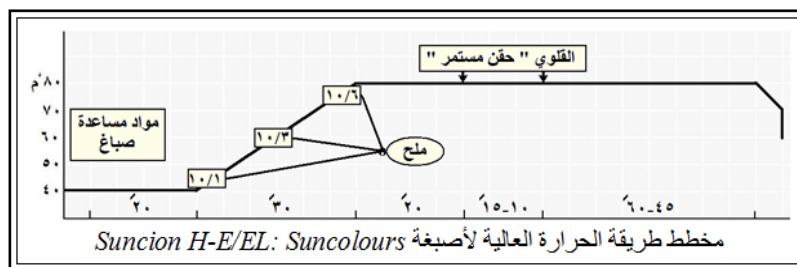 القلوي " حقن مستمر "
٨٠°م
٧٠
٦٠
٥٠
٤٠
مواد مساعدة
صباغ
١٠/٦
١٠/٣
١٠/١
ملح
٢٠َ
٣٠َ
٢٠َ
١٠-١٥َ
٤٥-٦٠َ
مخطط طريقة الحرارة العالية لأصبغة Suncion H-E/EL: Suncolours